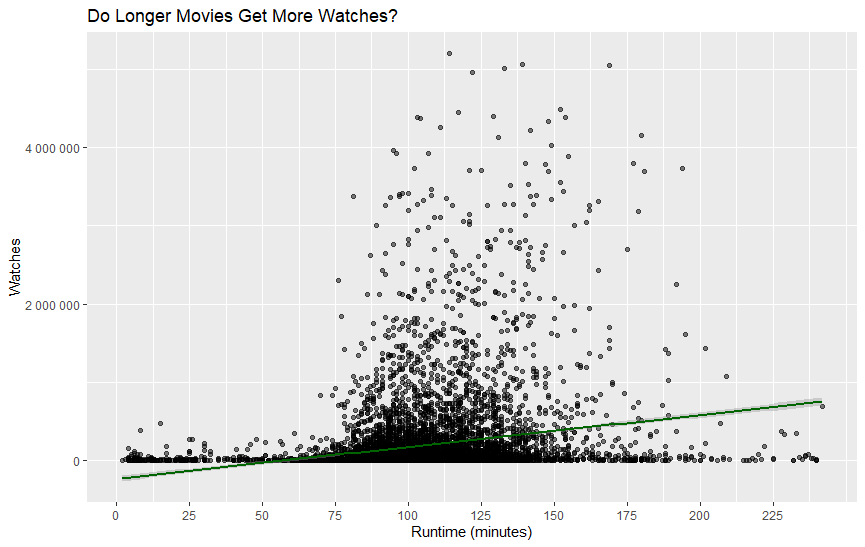 Do Longer Movies Get More Watches?
Watches
4 000 000
2 000 000
0
0 25 50 75 100 125 150 175 200 225
Runtime (minutes)